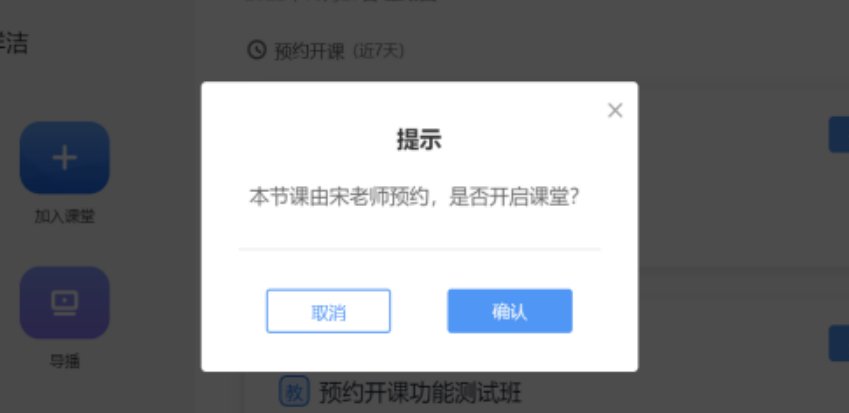 洁
预约开课（近7天）
提示
本节课由宋老师预约，是否开启课堂？
加入课堂
取消
确认
导播
教 预约开课功能测试班